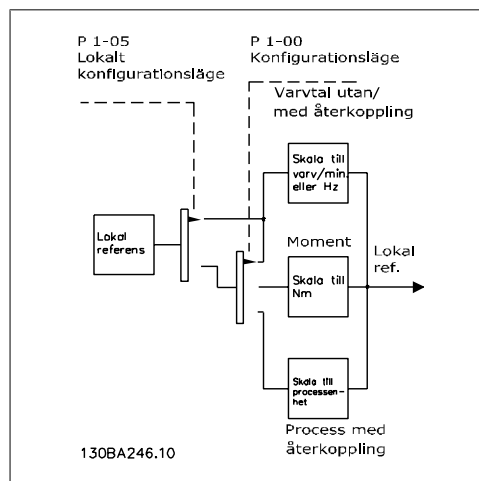 P 1-05
Lokalt
konfigurationsläge
P 1-00
Konfigurationsläge
Varvtal utan/
med återkoppling
Skala till
varv/min.
eller Hz
Lokal
referens
Moment
Skala till
Nm
Lokal
ref.
Skala till
processen-
het
Process med
återkoppling
130BA246.10